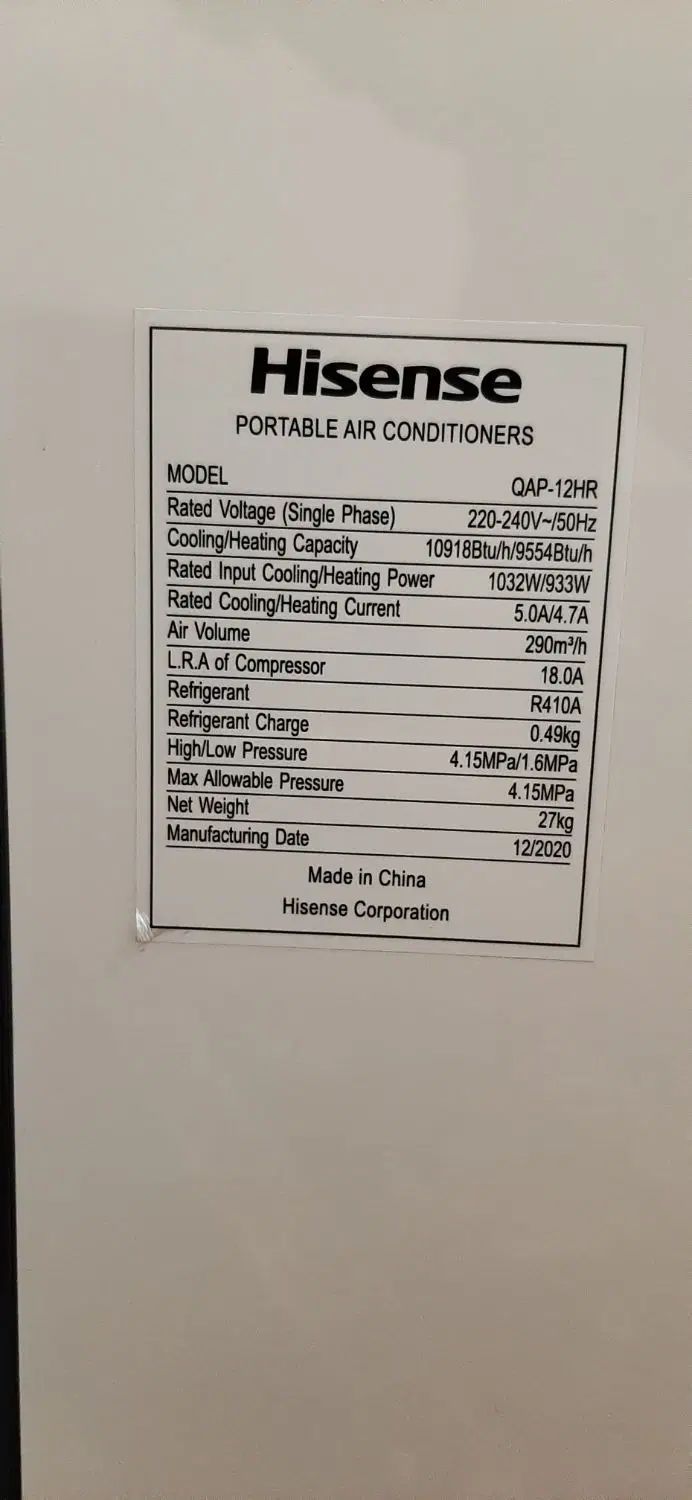 Hisense
PORTABLE AIR CONDITIONERS
MODEL QAP-12HR
Rated Voltage (Single Phase) 220-240V~/50Hz
Cooling/Heating Capacity 10918Btu/h/9554Btu/h
Rated Input Cooling/Heating Power 1032W/933W
Rated Cooling/Heating Current 5.0A/4.7A
Air Volume 290m³/h
L.R.A of Compressor 18.0A
Refrigerant R410A
Refrigerant Charge 0.49kg
High/Low Pressure 4.15MPa/1.6MPa
Max Allowable Pressure 4.15MPa
Net Weight 27kg
Manufacturing Date 12/2020
Made in China
Hisense Corporation